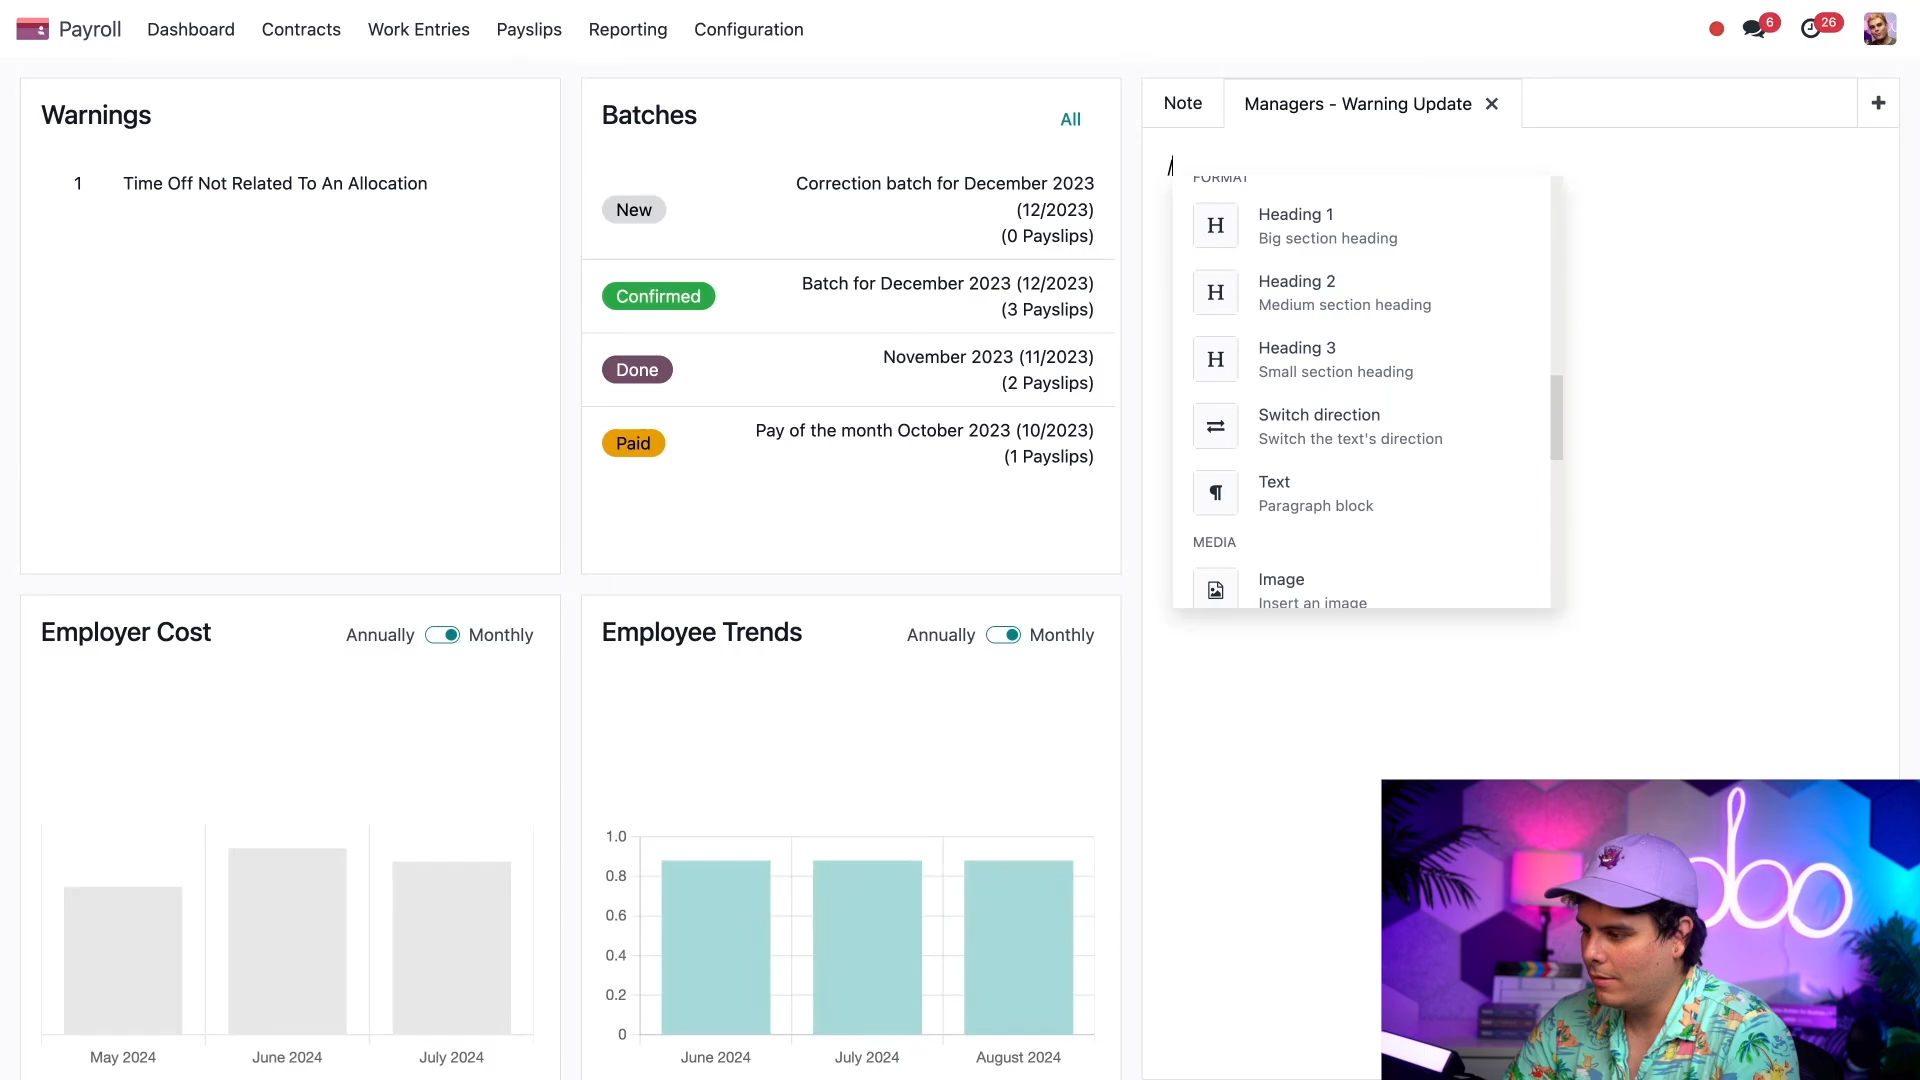 Payroll
Dashboard
Contracts
Work Entries
Payslips
Reporting
Configuration
6
26
Warnings
1 Time Off Not Related To An Allocation
Batches
All
New
Correction batch for December 2023
(12/2023)
(0 Payslips)
Confirmed
Batch for December 2023 (12/2023)
(3 Payslips)
Done
November 2023 (11/2023)
(2 Payslips)
Paid
Pay of the month October 2023 (10/2023)
(1 Payslips)
Note
Managers - Warning Update
/
FORMAT
Heading 1
Big section heading
Heading 2
Medium section heading
Heading 3
Small section heading
Switch direction
Switch the text's direction
Text
Paragraph block
MEDIA
Image
Insert an image
Employer Cost
Annually
Monthly
May 2024
June 2024
July 2024
Employee Trends
Annually
Monthly
1.0
0.8
0.6
0.4
0.2
0
June 2024
July 2024
August 2024